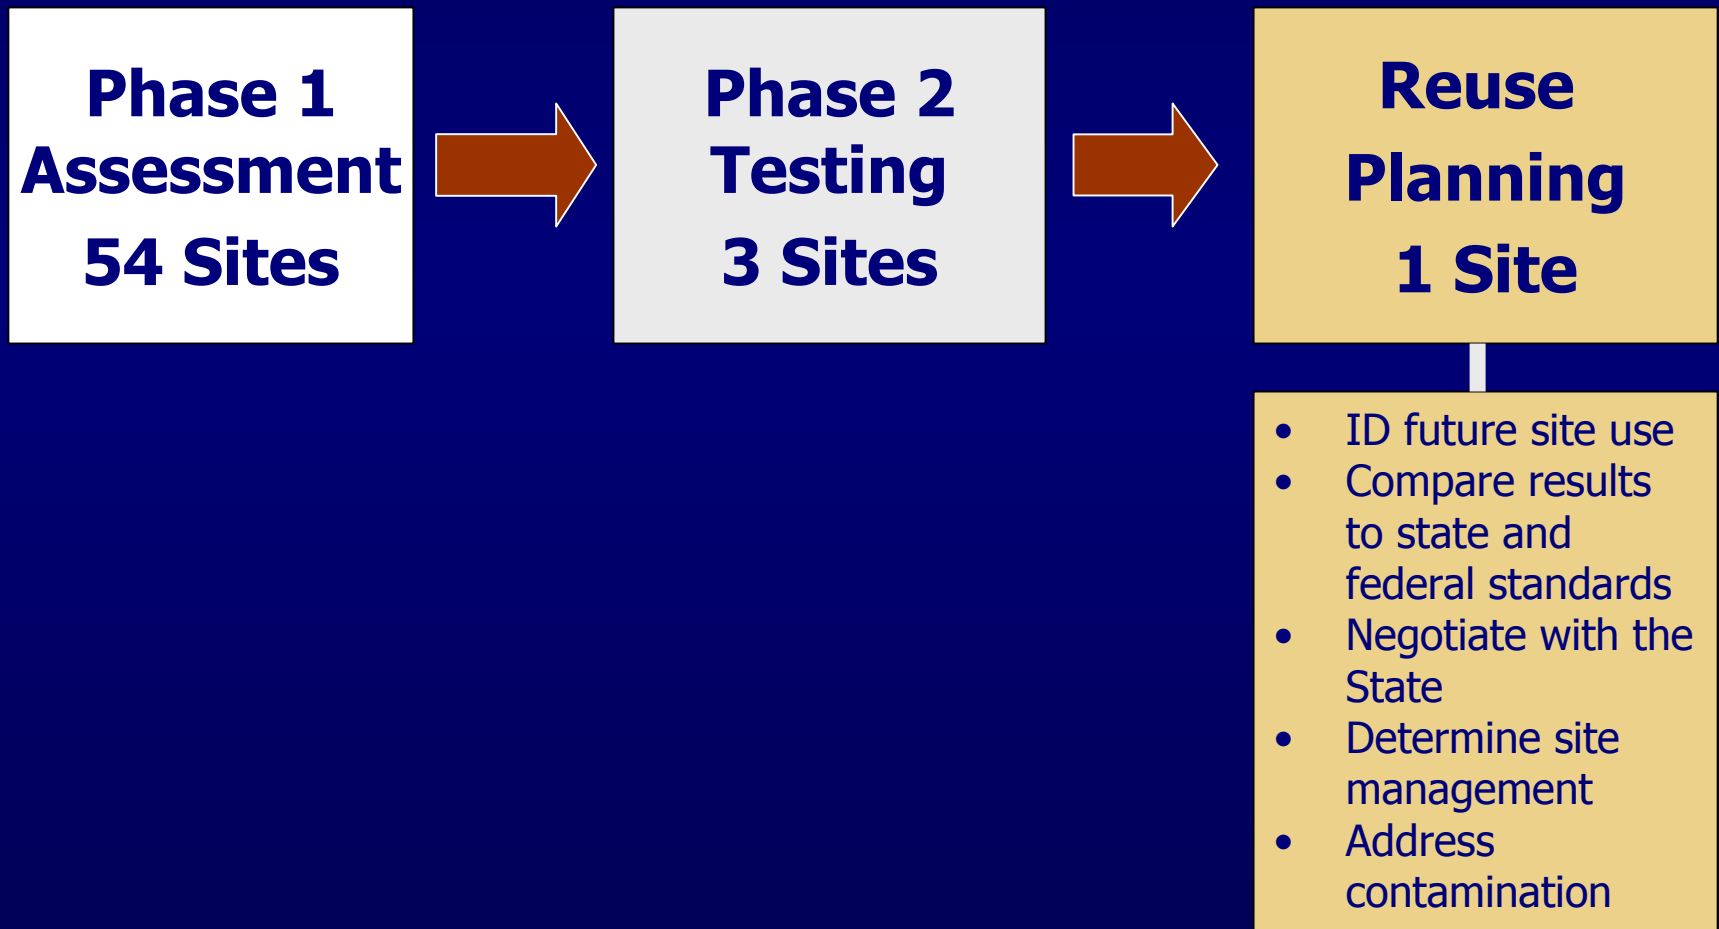 Phase 1
Assessment
54 Sites
Phase 2
Testing
3 Sites
Reuse
Planning
1 Site
• ID future site use
• Compare results
to state and
federal standards
• Negotiate with the
State
• Determine site
management
• Address
contamination